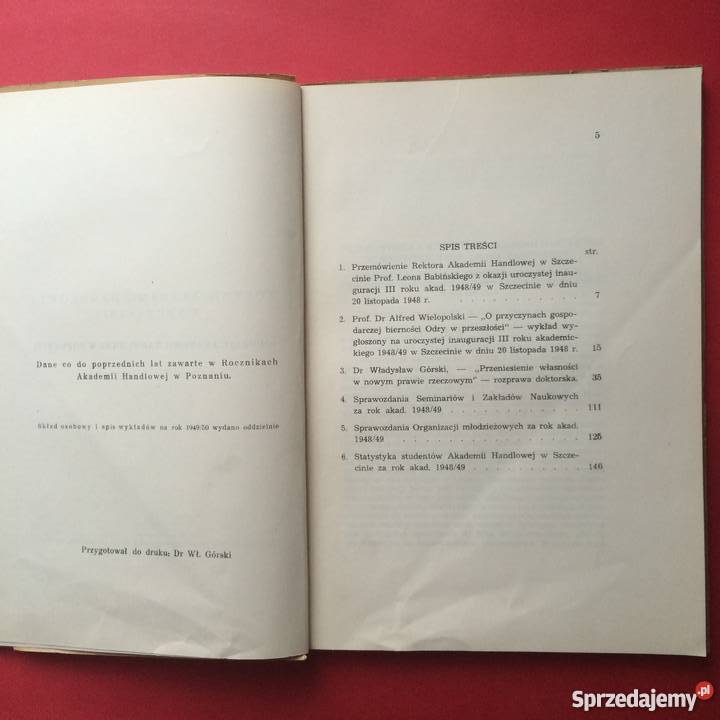 Dane co do poprzednich lat zawarte w Rocznikach
Akademii Handlowej w Poznaniu.
Skład osobowy i spis wykładów na rok 1949/50 wydano oddzielnie
Przygotował do druku: Dr Wł. Górski
5
SPIS TREŚCI
str.
1. Przemówienie Rektora Akademii Handlowej w Szcze-
cinie Prof. Leona Babińskiego z okazji uroczystej inau-
guracji III roku akad. 1948/49 w Szczecinie w dniu
20 listopada 1948 r. . . . . . . . . . . 7
2. Prof. Dr Alfred Wielopolski — „O przyczynach gospo-
darczej bierności Odry w przeszłości” — wykład wy-
głoszony na uroczystej inauguracji III roku akademic-
kiego 1948/49 w Szczecinie w dniu 20 listopada 1948 r. 15
3. Dr Władysław Górski, — „Przeniesienie własności
w nowym prawie rzeczowym” — rozprawa doktorska. 35
4. Sprawozdania Seminariów i Zakładów Naukowych
za rok akad. 1948/49 . . . . . . . . . . 111
5. Sprawozdania Organizacji młodzieżowych za rok akad.
1948/49 . . . . . . . . . . . . . 125
6. Statystyka studentów Akademii Handlowej w Szcze-
cinie za rok akad. 1948/49 . . . . . . . . 146
Sprzedajemy.pl